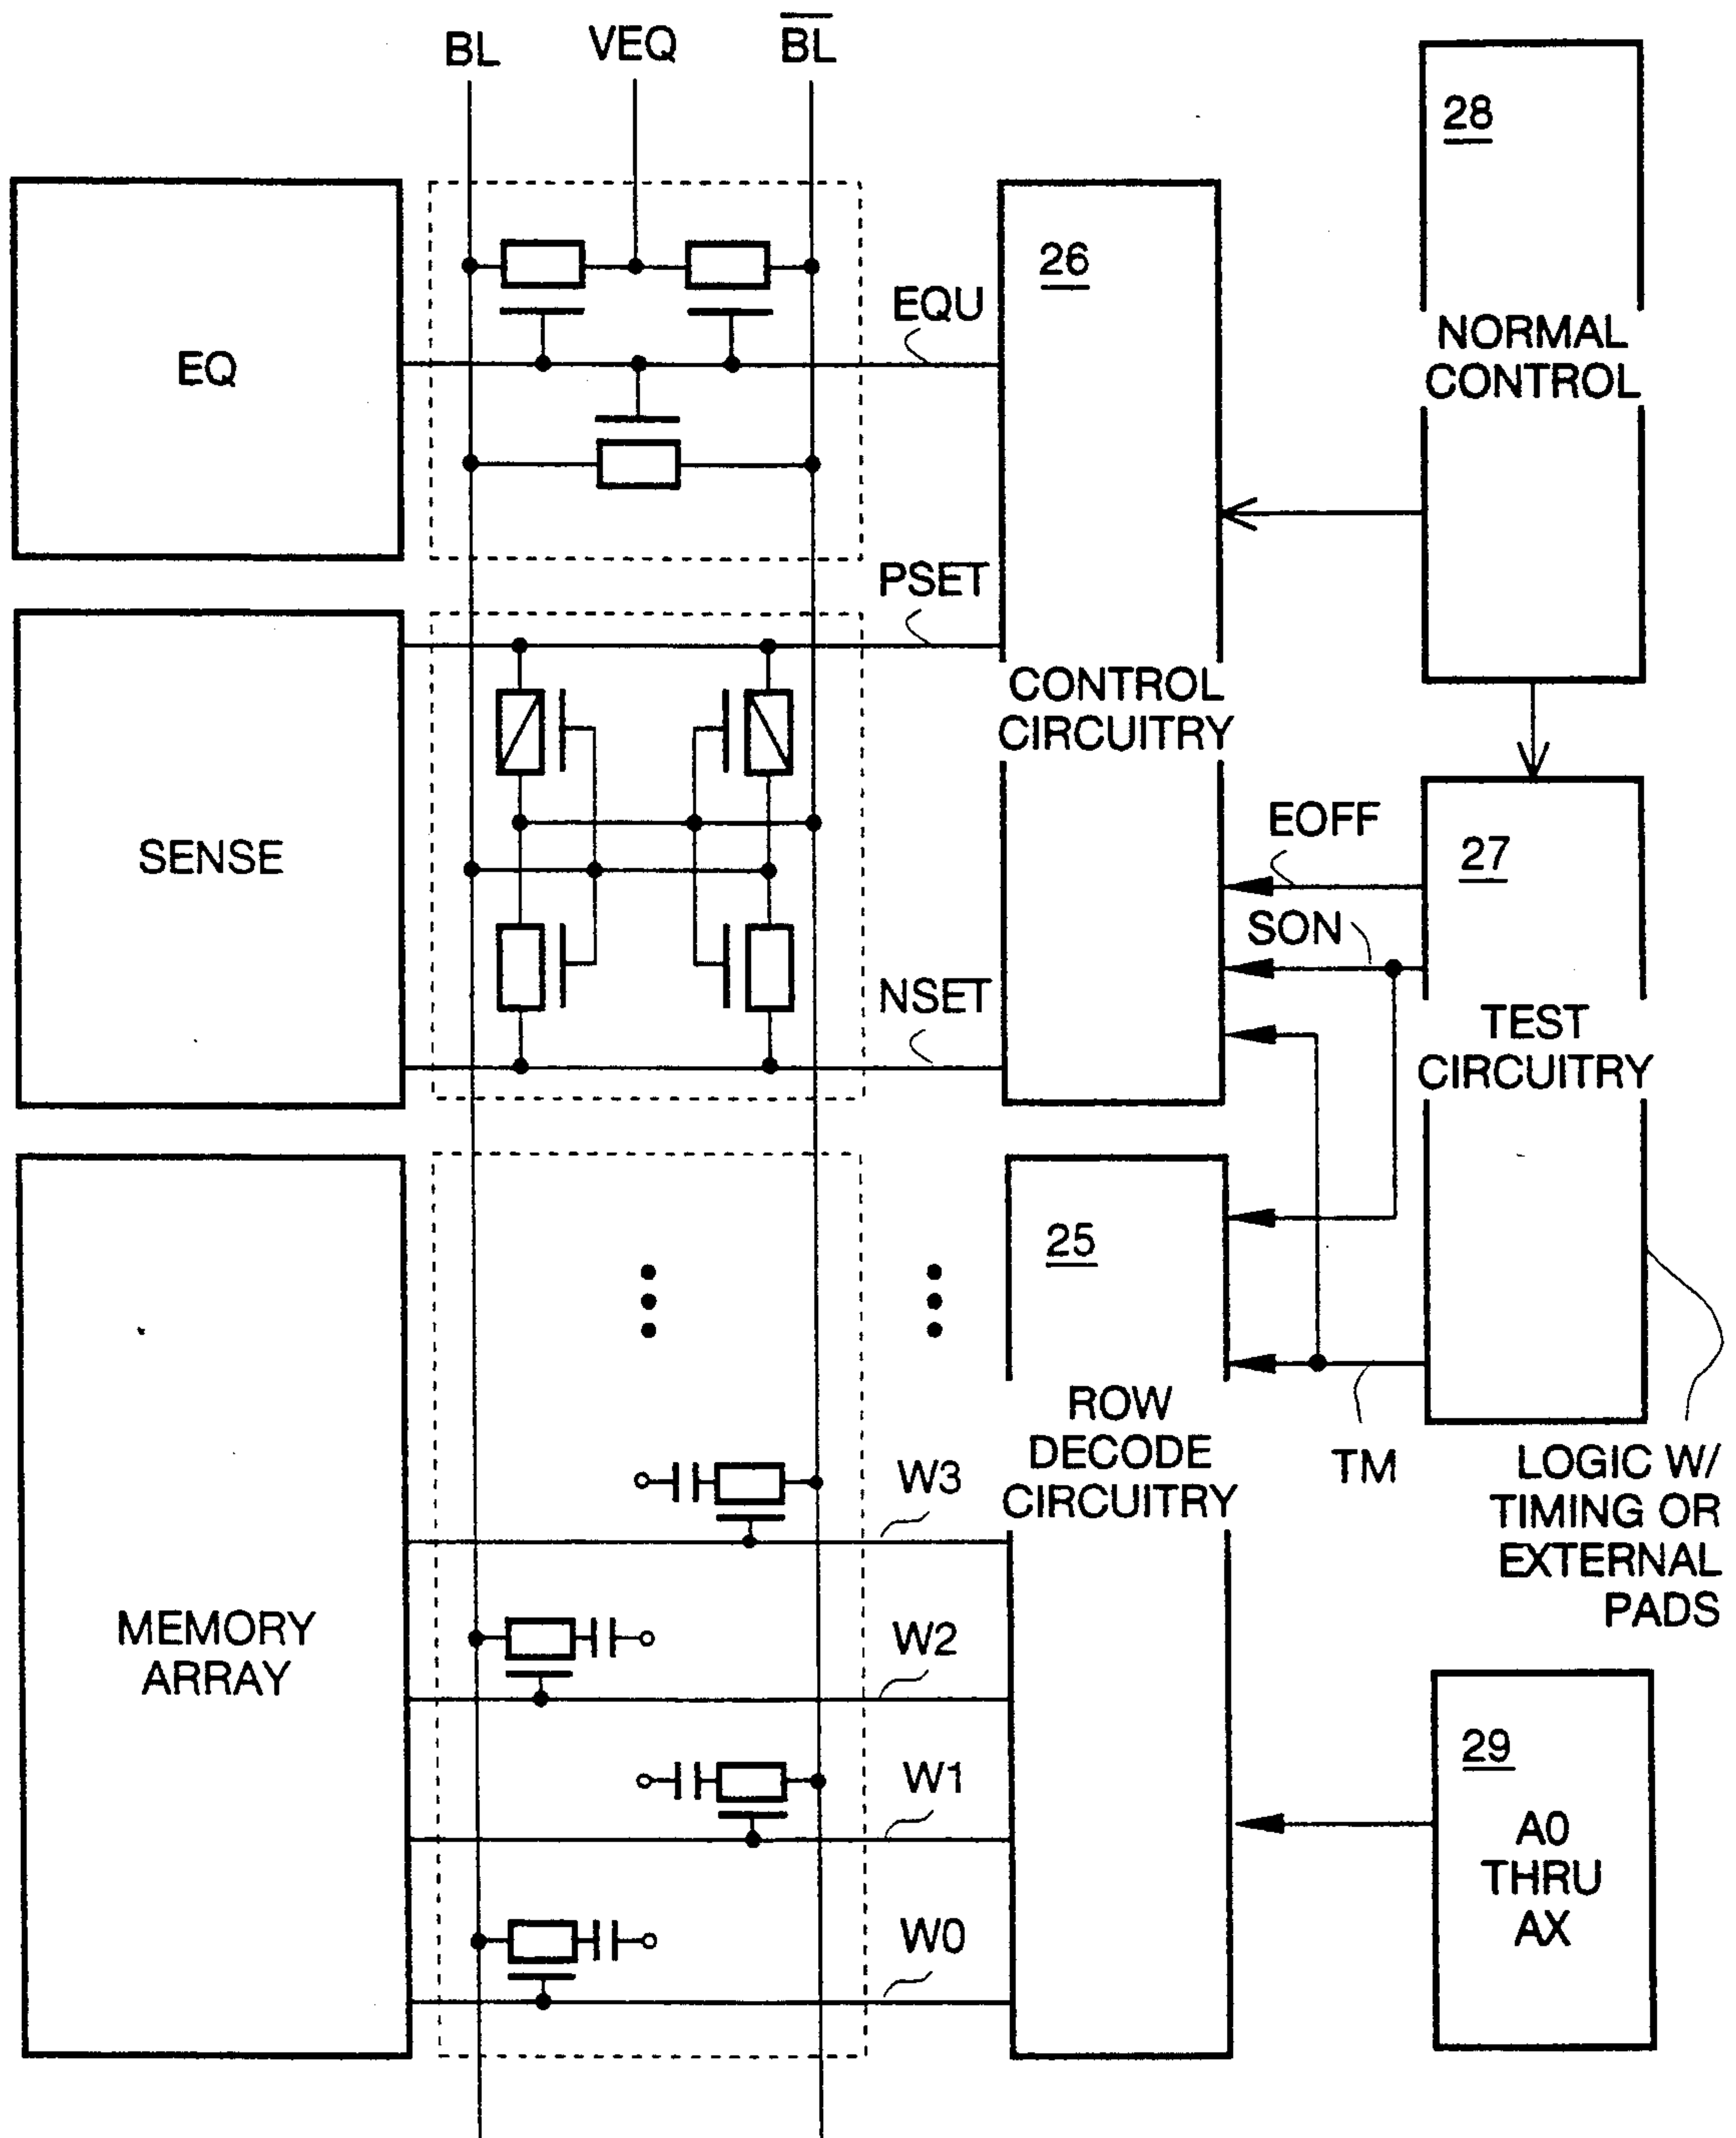 BL
VEQ
B̅L̅
28
NORMAL
CONTROL
EQ
EQU
26
CONTROL
CIRCUITRY
PSET
SENSE
NSET
EOFF
SON
27
TEST
CIRCUITRY
25
ROW
DECODE
CIRCUITRY
TM
LOGIC W/
TIMING OR
EXTERNAL
PADS
MEMORY
ARRAY
W3
W2
W1
W0
29
A0
THRU
AX